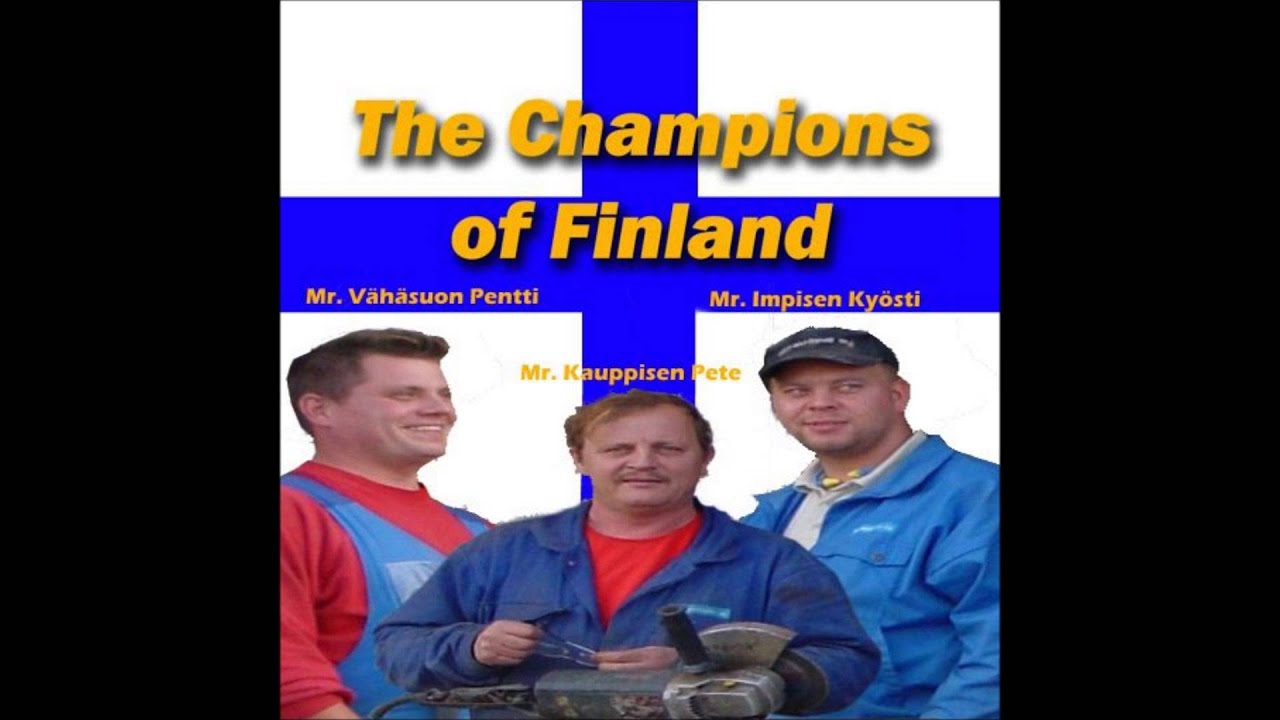 The Champions
of Finland
Mr. Vähäsuon Pentti
Mr. Impisen Kyösti
Mr. Kauppisen Pete